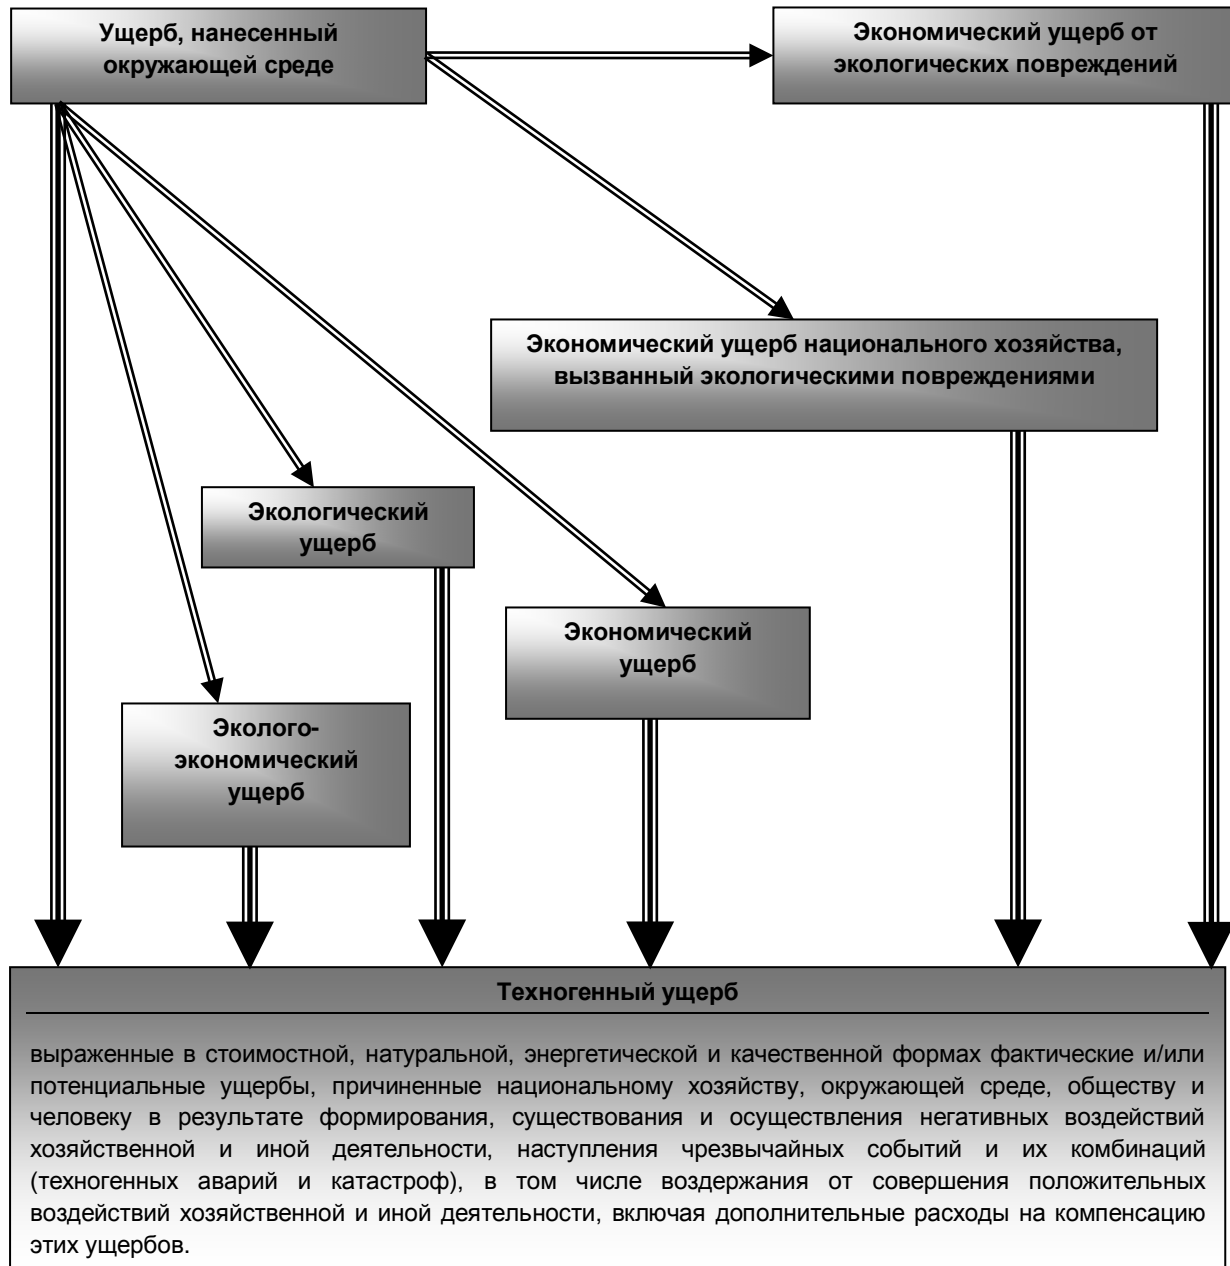 Ущерб, нанесенный
окружающей среде
Экономический ущерб от
экологических повреждений
Экономический ущерб национального хозяйства,
вызванный экологическими повреждениями
Экологический
ущерб
Экономический
ущерб
Эколого-
экономический
ущерб
Техногенный ущерб
выраженные в стоимостной, натуральной, энергетической и качественной формах фактические и/или
потенциальные ущербы, причиненные национальному хозяйству, окружающей среде, обществу и
человеку в результате формирования, существования и осуществления негативных воздействий
хозяйственной и иной деятельности, наступления чрезвычайных событий и их комбинаций
(техногенных аварий и катастроф), в том числе воздержания от совершения положительных
воздействий хозяйственной и иной деятельности, включая дополнительные расходы на компенсацию
этих ущербов.